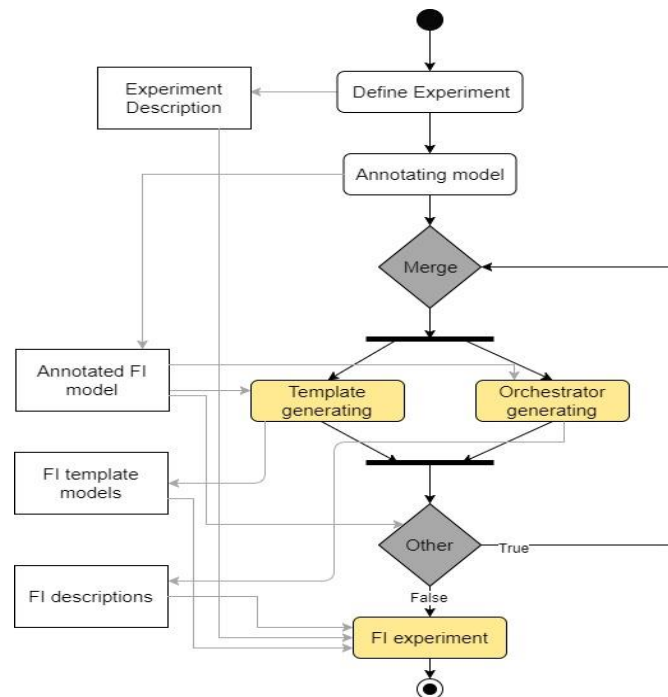 Experiment
Description
Define Experiment
Annotating model
Merge
Annotated FI
model
Template
generating
Orchestrator
generating
FI template
models
Other
True
False
FI descriptions
FI experiment